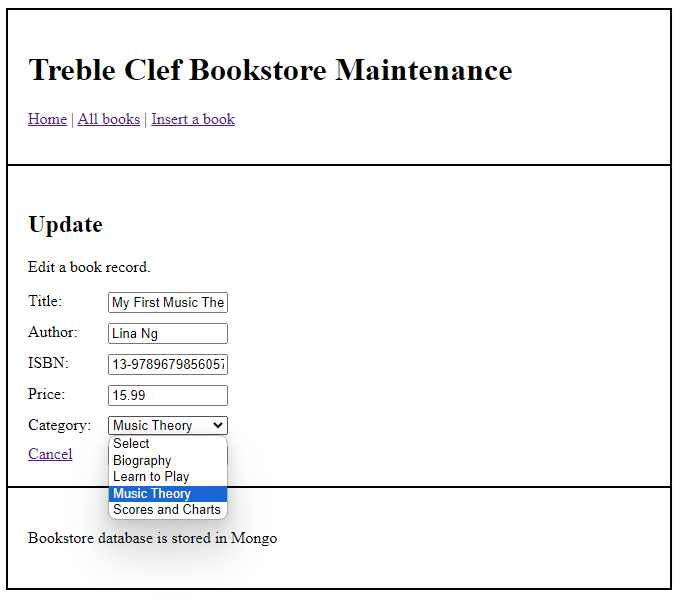 Treble Clef Bookstore Maintenance
Home | All books | Insert a book
Update
Edit a book record.
Title: My First Music The
Author: Lina Ng
ISBN: 13-9789679856057
Price: 15.99
Category: Music Theory
Select
Cancel
Biography
Learn to Play
Music Theory
Scores and Charts
Bookstore database is stored in Mongo